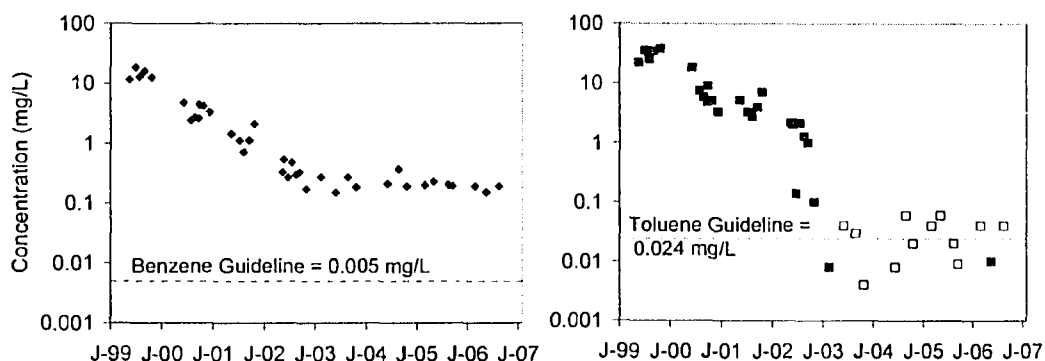 Concentration (mg/L)
100
10
1
0.1
0.01
0.001
Benzene Guideline = 0.005 mg/L
J-99 J-00 J-01 J-02 J-03 J-04 J-05 J-06 J-07
100
10
1
0.1
0.01
0.001
Toluene Guideline =
0.024 mg/L
J-99 J-00 J-01 J-02 J-03 J-04 J-05 J-06 J-07